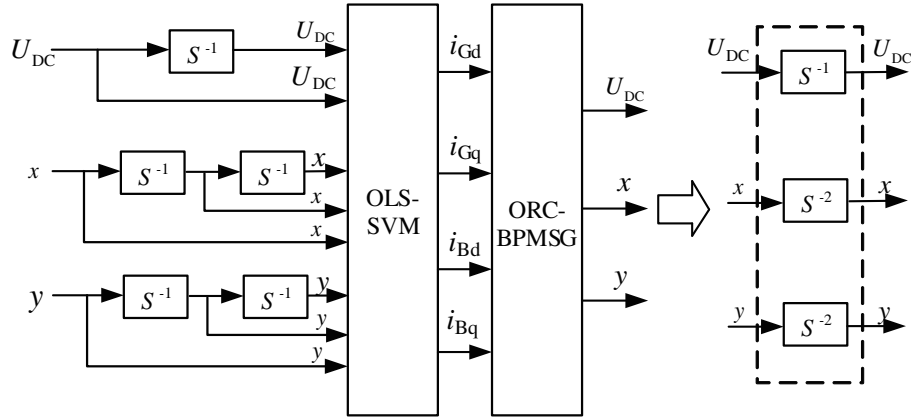 U_DC S⁻¹ U_DC
U_DC
x S⁻¹ S⁻¹ x
x
x
y S⁻¹ S⁻¹ y
y
y
OLS-
SVM
i_Gd
i_Gq
i_Bd
i_Bq
ORC-
BPMSG
U_DC
x
y
U_DC S⁻¹ U_DC
x S⁻² x
y S⁻² y